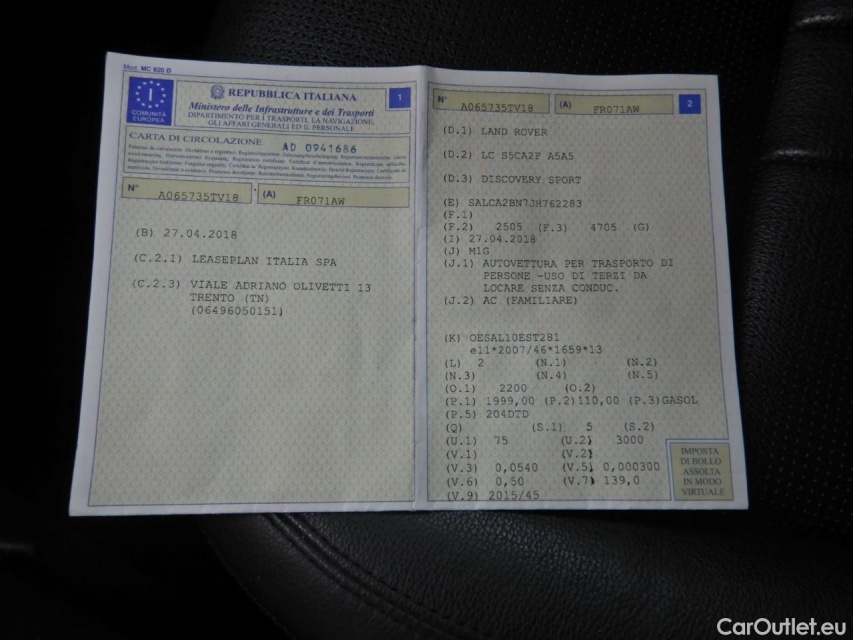 Mod. MC 820 D
I
COMUNITÀ
EUROPEA
REPUBBLICA ITALIANA
1
Ministero delle Infrastrutture e dei Trasporti
DIPARTIMENTO PER I TRASPORTI, LA NAVIGAZIONE,
GLI AFFARI GENERALI ED IL PERSONALE
CARTA DI CIRCOLAZIONE
AD 0941686
N° A065735TV18 (A) FR071AW
(B) 27.04.2018
(C.2.1) LEASEPLAN ITALIA SPA
(C.2.3) VIALE ADRIANO OLIVETTI 13
TRENTO (TN)
(06496050151)
N° A065735TV18 (A) FR071AW 2
(D.1) LAND ROVER
(D.2) LC S5CA2F A5A5
(D.3) DISCOVERY SPORT
(E) SALCA2BN7JH762283
(F.1)
(F.2) 2505 (F.3) 4705 (G)
(I) 27.04.2018
(J) M1G
(J.1) AUTOVETTURA PER TRASPORTO DI
PERSONE -USO DI TERZI DA
LOCARE SENZA CONDUC.
(J.2) AC (FAMILIARE)
(K) OESAL10EST281
e11*2007/46*1659*13
(L) 2 (N.1) (N.2)
(N.3) (N.4) (N.5)
(O.1) 2200 (O.2)
(P.1) 1999,00 (P.2)110,00 (P.3)GASOL
(P.5) 204DTD
(Q) (S.1) 5 (S.2)
(U.1) 75 (U.2) 3000
(V.1) (V.2)
(V.3) 0,0540 (V.5) 0,000300
(V.6) 0,50 (V.7) 139,0
(V.9) 2015/45
IMPOSTA
DI BOLLO
ASSOLTA
IN MODO
VIRTUALE
CarOutlet.eu